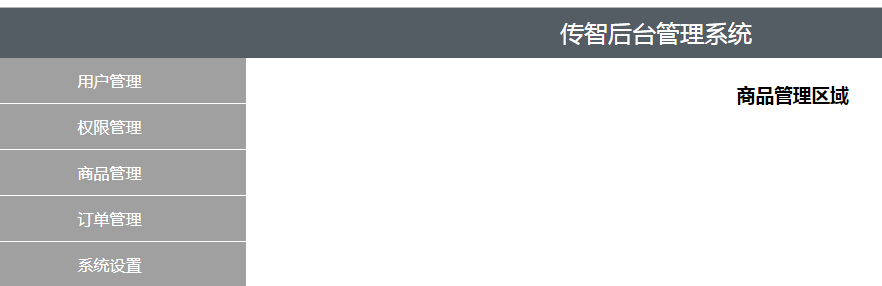 传智后台管理系统
用户管理
权限管理
商品管理
订单管理
系统设置
商品管理区域